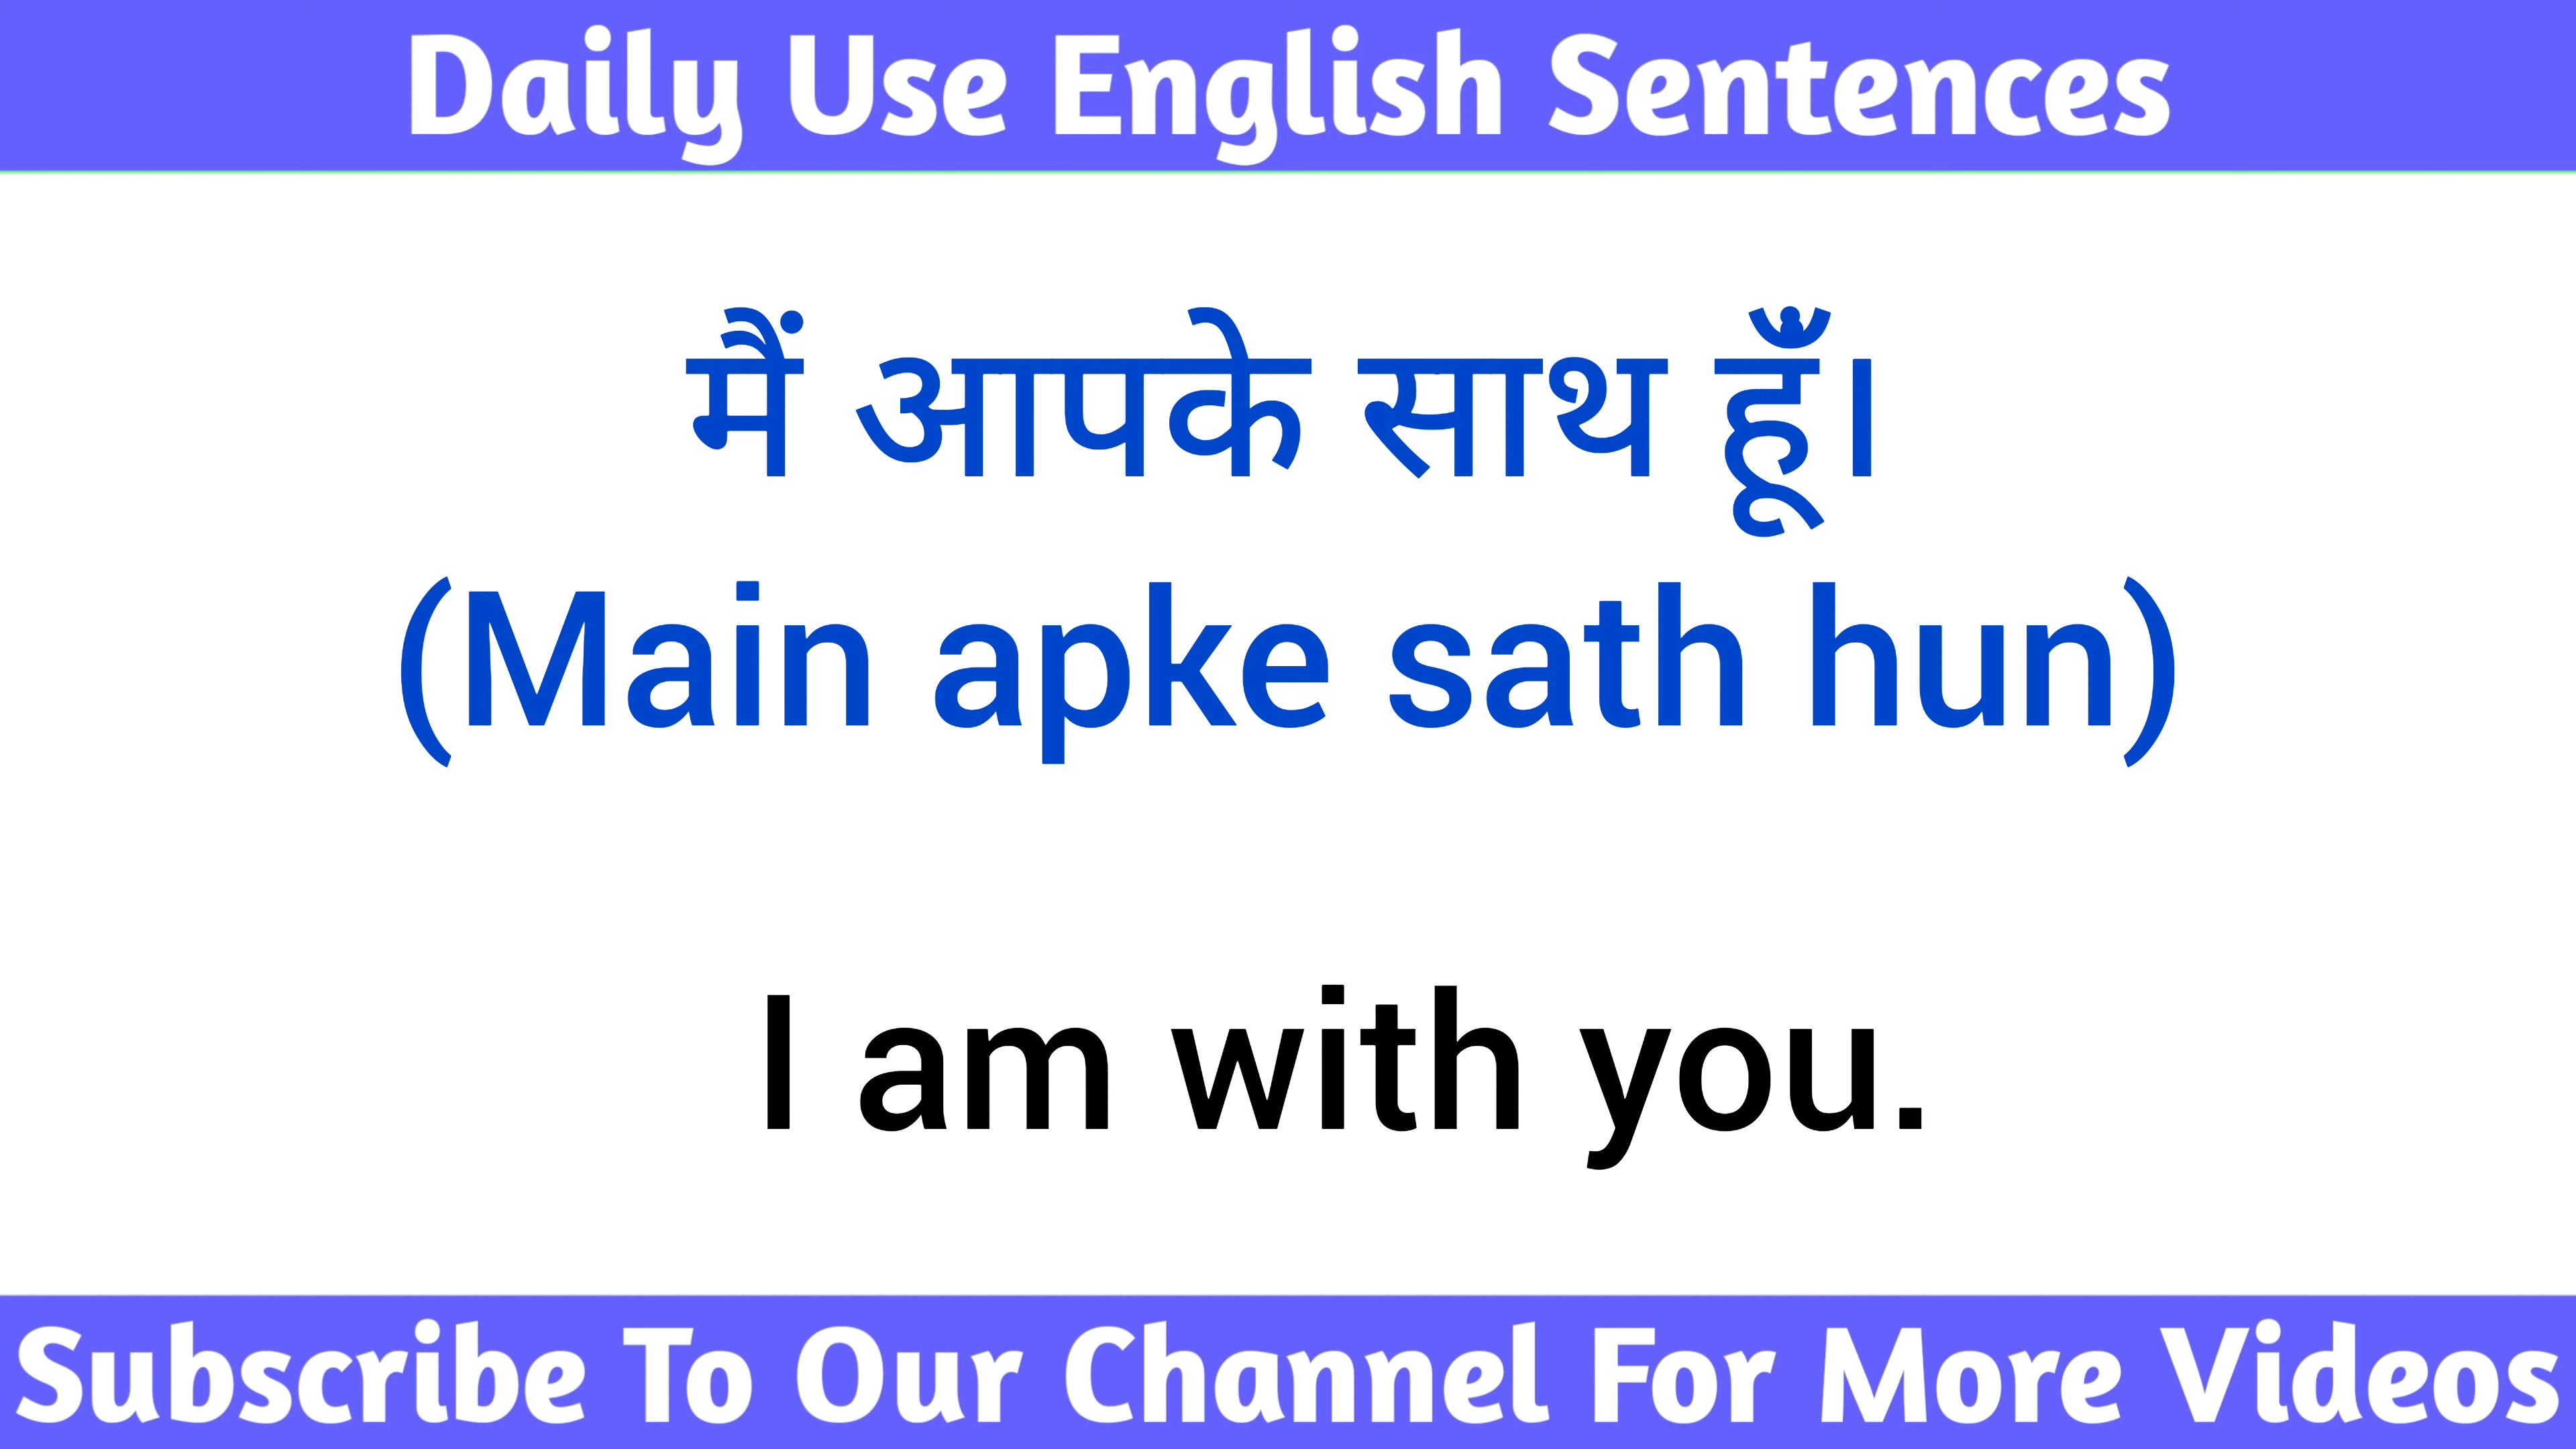 Daily Use English Sentences
मैं आपके साथ हूँ।
(Main apke sath hun)
I am with you.
Subscribe To Our Channel For More Videos